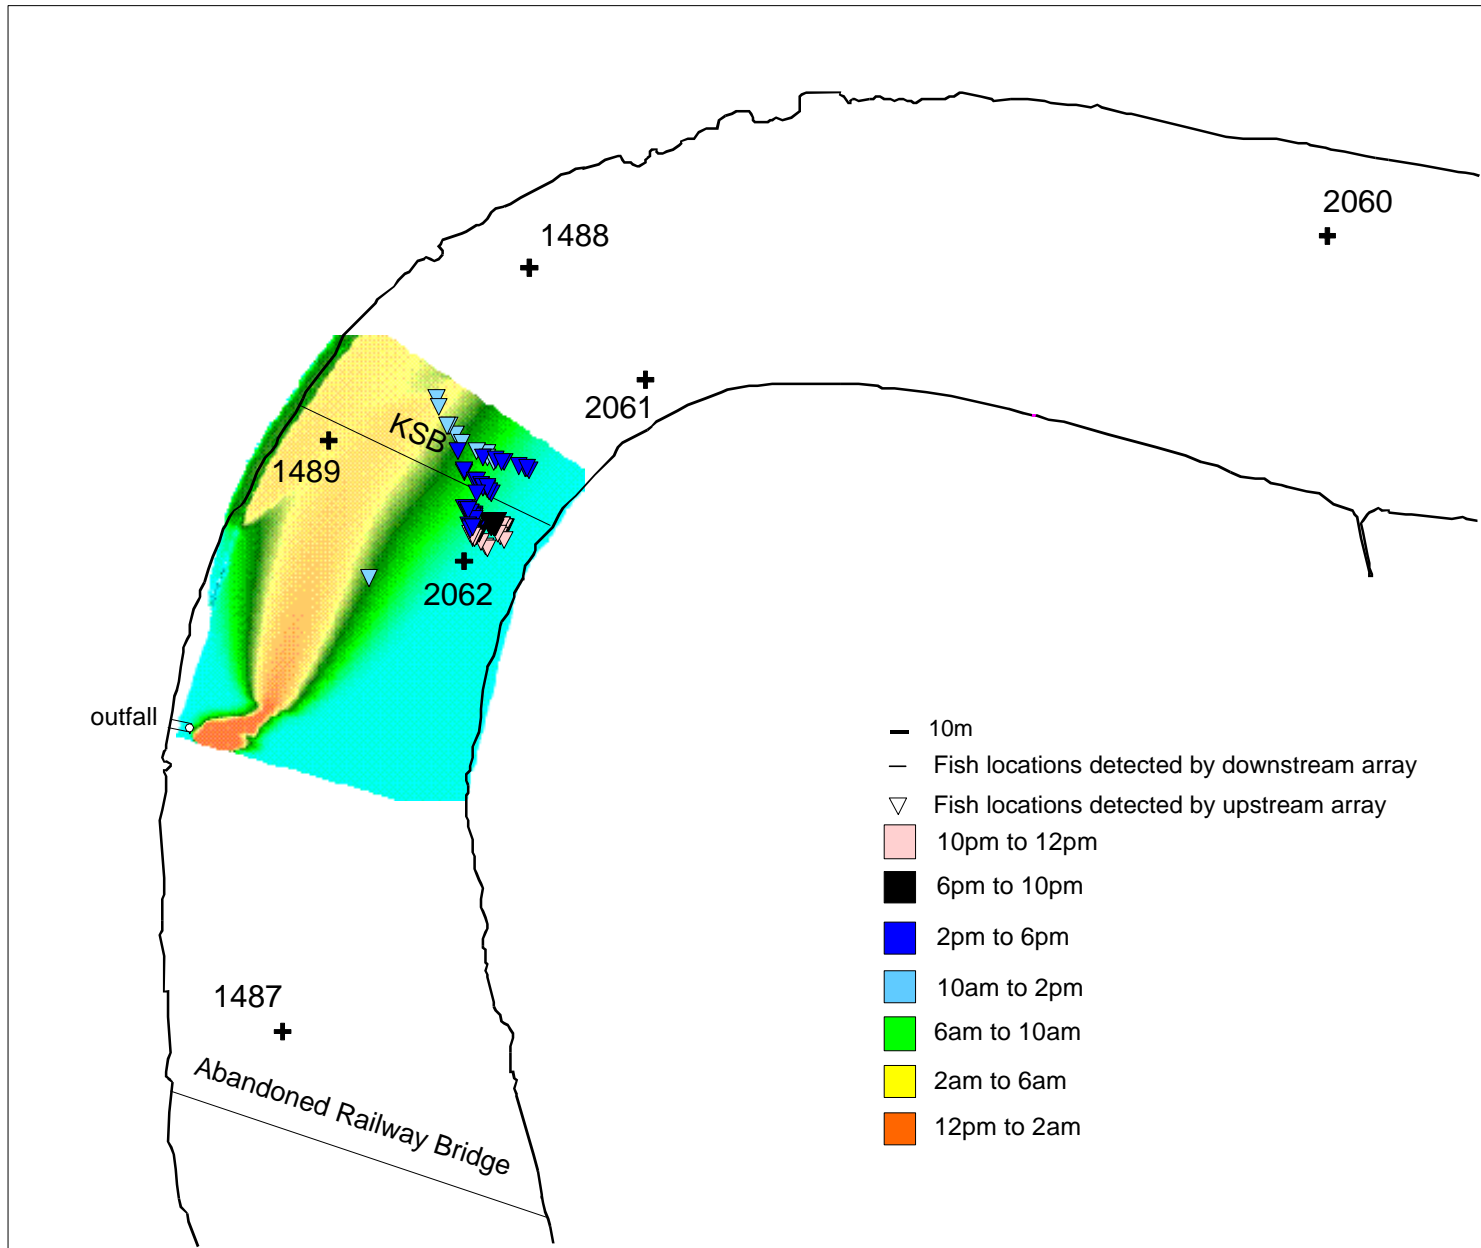 2060
1488
2061
KSB
1489
2062
outfall
10m
Fish locations detected by downstream array
Fish locations detected by upstream array
10pm to 12pm
6pm to 10pm
2pm to 6pm
10am to 2pm
6am to 10am
2am to 6am
12pm to 2am
1487
Abandoned Railway Bridge